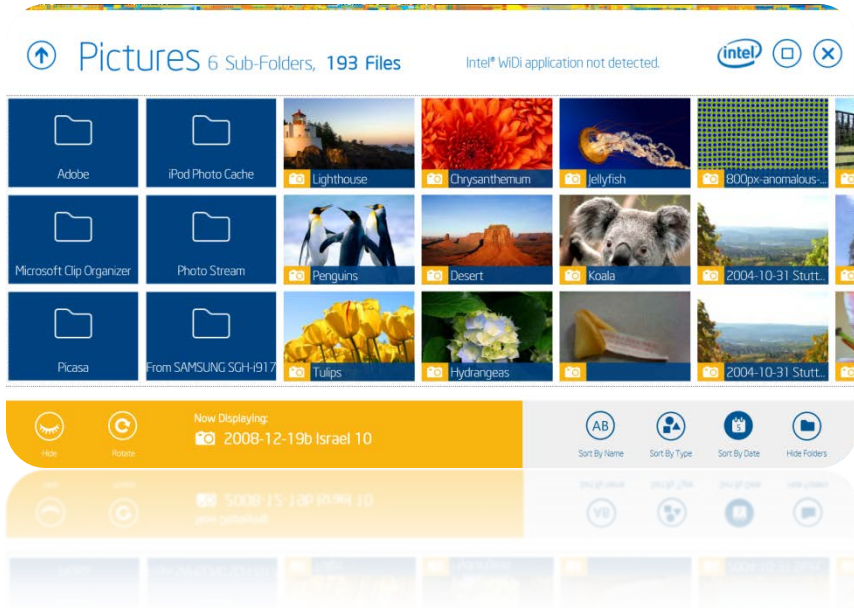 Pictures 6 Sub-Folders, 193 Files
Intel® WiDi application not detected.
intel
Adobe
iPod Photo Cache
Lighthouse
Chrysanthemum
Jellyfish
800px-anomalous-...
Microsoft Clip Organizer
Photo Stream
Penguins
Desert
Koala
2004-10-31 Stutt...
Picasa
From SAMSUNG SGH-i917
Tulips
Hydrangeas
2004-10-31 Stutt...
Hide
Rotate
Now Displaying:
2008-12-19b Israel 10
AB
Sort By Name
Sort By Type
5
Sort By Date
Hide Folders